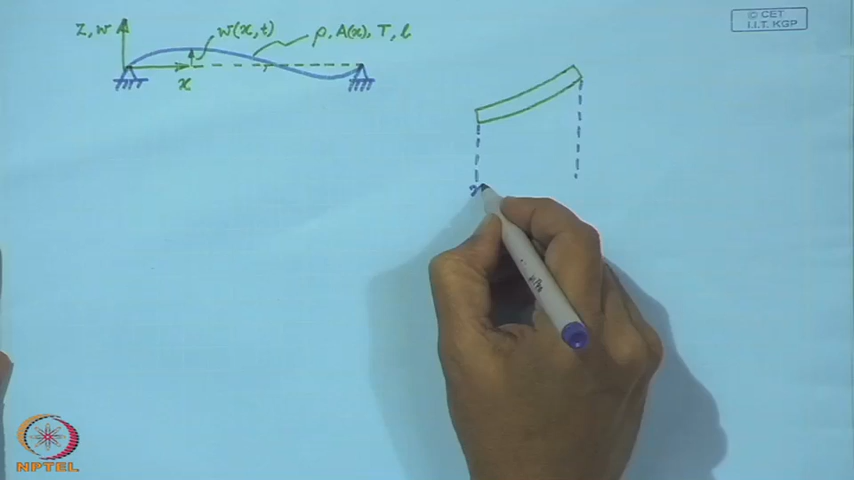 z, w
w(x,t)
ρ, A(x), T, l
x
x
© CET
I.I.T. KGP
NPTEL